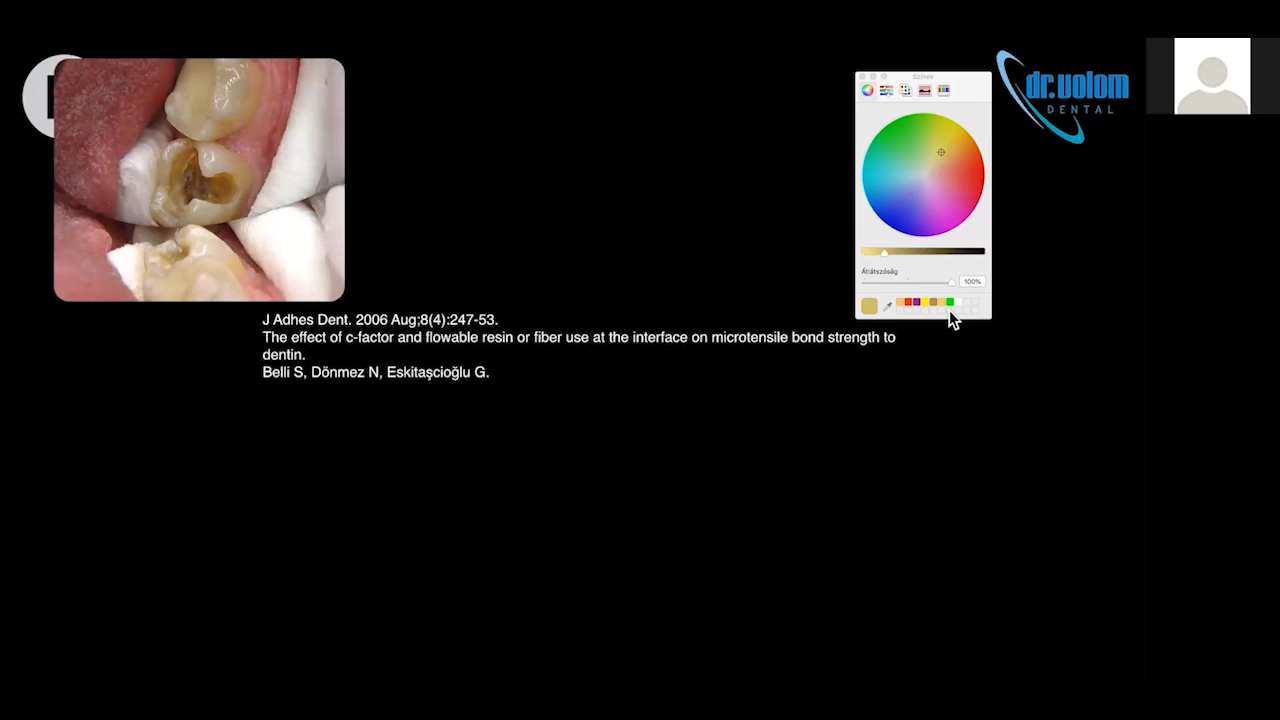 Színek
dr.volom
DENTAL
Átlátszóság
100%
J Adhes Dent. 2006 Aug;8(4):247-53.
The effect of c-factor and flowable resin or fiber use at the interface on microtensile bond strength to
dentin.
Belli S, Dönmez N, Eskitaşcioğlu G.